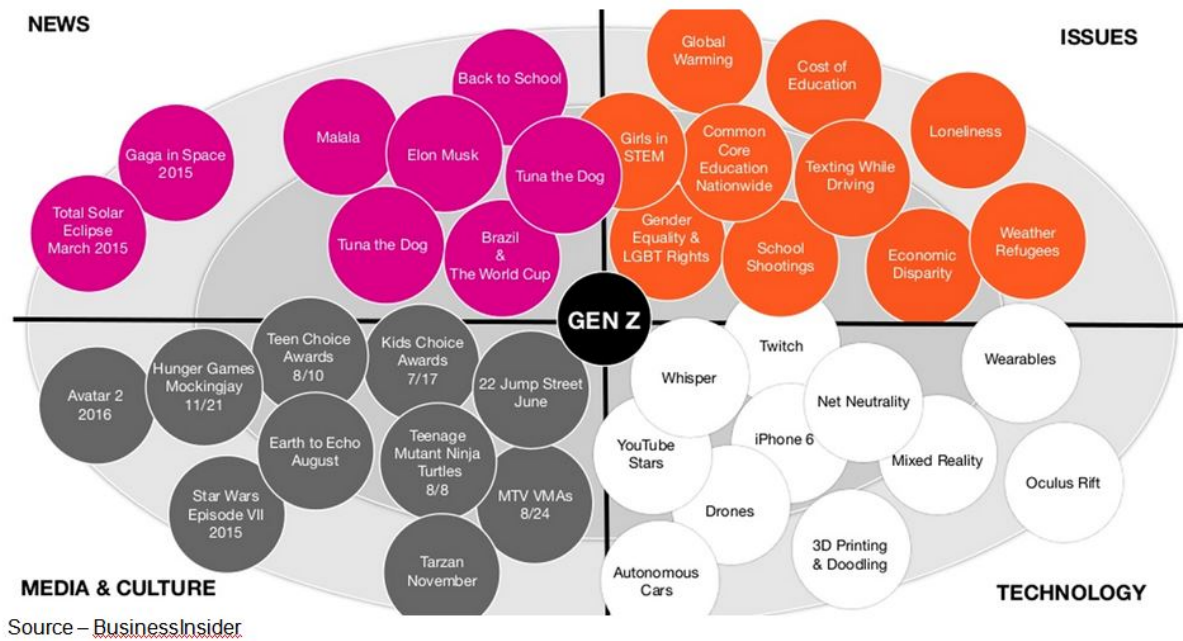 NEWS
ISSUES
Back to School
Malala
Elon Musk
Gaga in Space
2015
Tuna the Dog
Total Solar
Eclipse
March 2015
Tuna the Dog
Brazil
&
The World Cup
Global
Warming
Cost of
Education
Loneliness
Girls in
STEM
Common
Core
Education
Nationwide
Texting While
Driving
Gender
Equality &
LGBT Rights
School
Shootings
Economic
Disparity
Weather
Refugees
GEN Z
Teen Choice
Awards
8/10
Kids Choice
Awards
7/17
22 Jump Street
June
Hunger Games
Mockingjay
11/21
Avatar 2
2016
Earth to Echo
August
Teenage
Mutant Ninja
Turtles
8/8
MTV VMAs
8/24
Star Wars
Episode VII
2015
Tarzan
November
Twitch
Whisper
Wearables
Net Neutrality
YouTube
Stars
iPhone 6
Mixed Reality
Oculus Rift
Drones
3D Printing
& Doodling
Autonomous
Cars
MEDIA & CULTURE
TECHNOLOGY
Source – BusinessInsider